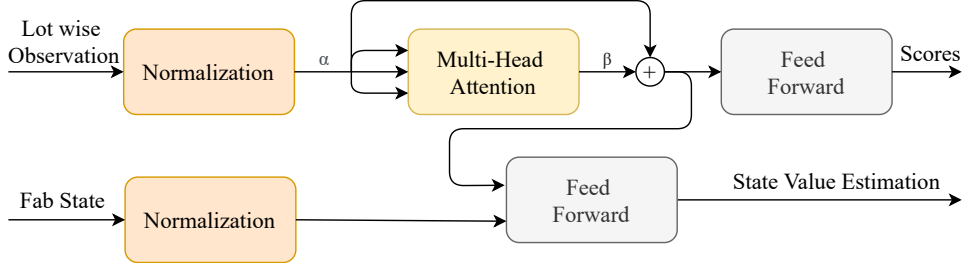 Lot wise
Observation
Normalization
α
Multi-Head
Attention
β
+
Feed
Forward
Scores
Fab State
Normalization
Feed
Forward
State Value Estimation